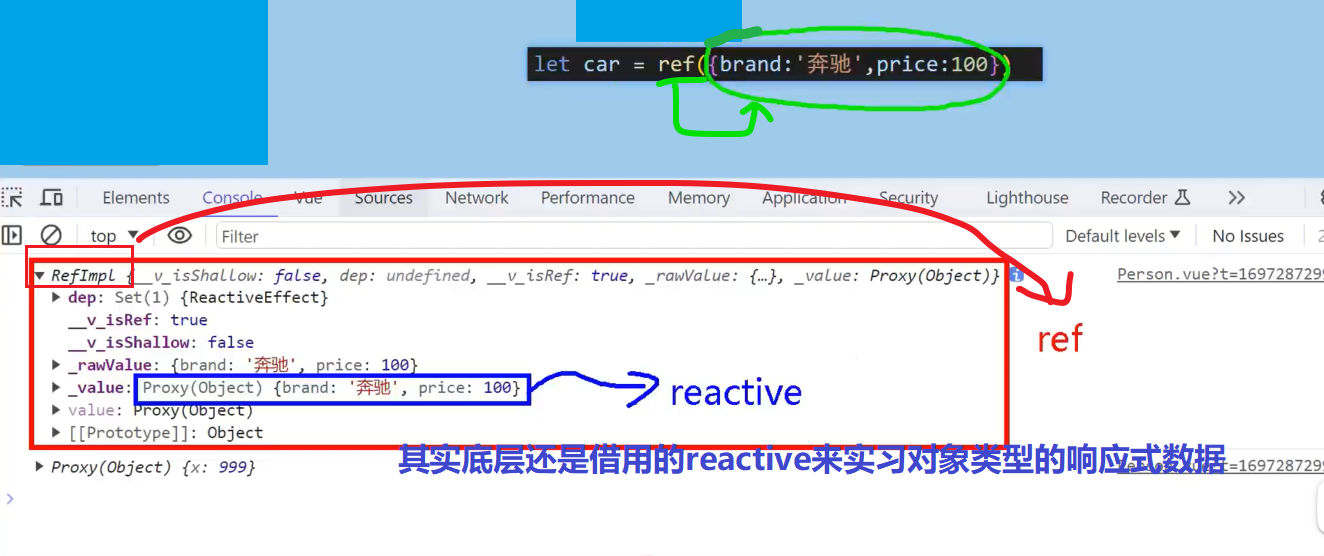 let car = ref({brand:'奔驰',price:100})
Elements Console Vue Sources Network Performance Memory Application Security Lighthouse Recorder
top Filter Default levels No Issues
RefImpl {__v_isShallow: false, dep: undefined, __v_isRef: true, _rawValue: {…}, _value: Proxy(Object)} Person.vue?t=1697287299
dep: Set(1) {ReactiveEffect}
__v_isRef: true
ref
__v_isShallow: false
_rawValue: {brand: '奔驰', price: 100}
_value: Proxy(Object) {brand: '奔驰', price: 100} reactive
value: Proxy(Object)
[[Prototype]]: Object
其实底层还是借用的reactive来实习对象类型的响应式数据
Proxy(Object) {x: 999}